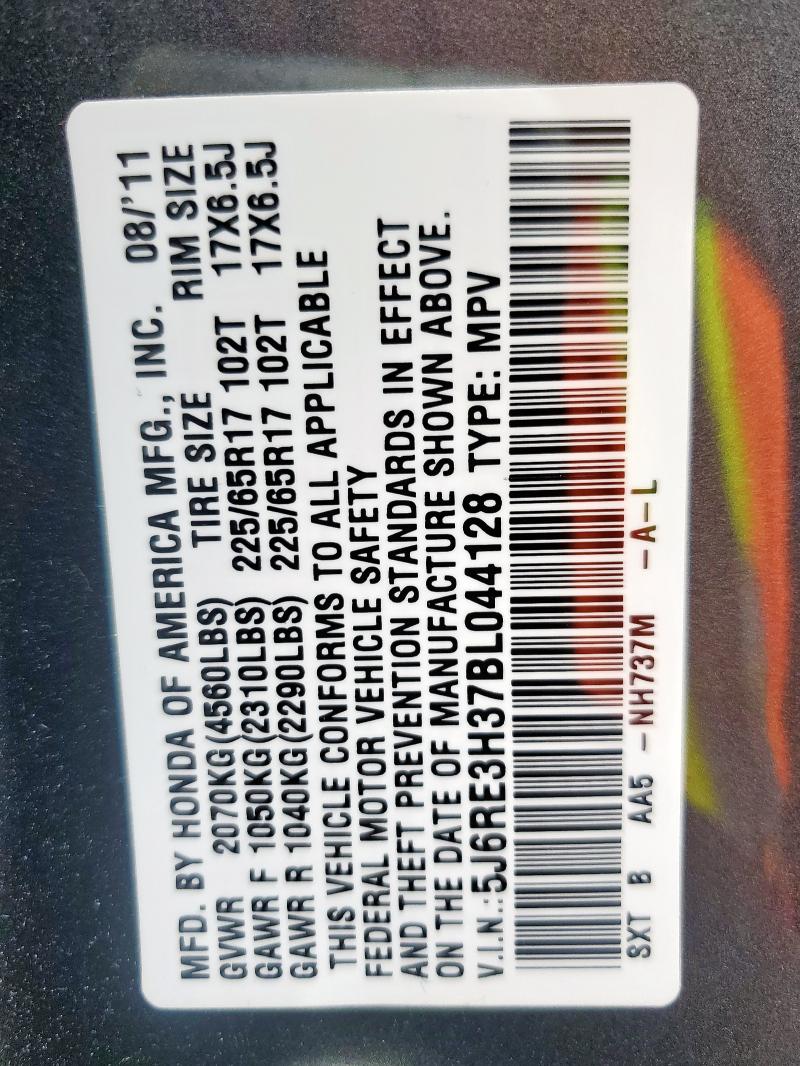 MFD. BY HONDA OF AMERICA MFG., INC. 08/'11
TIRE SIZE RIM SIZE
GVWR 2070KG(4560LBS)
GAWR F 1050KG(2310LBS) 225/65R17 102T 17X6.5J
GAWR R 1040KG(2290LBS) 225/65R17 102T 17X6.5J
THIS VEHICLE CONFORMS TO ALL APPLICABLE
FEDERAL MOTOR VEHICLE SAFETY
AND THEFT PREVENTION STANDARDS IN EFFECT
ON THE DATE OF MANUFACTURE SHOWN ABOVE.
V.I.N.:5J6RE3H37BL044128 TYPE: MPV
SXT B AA5 -NH737M -A-L